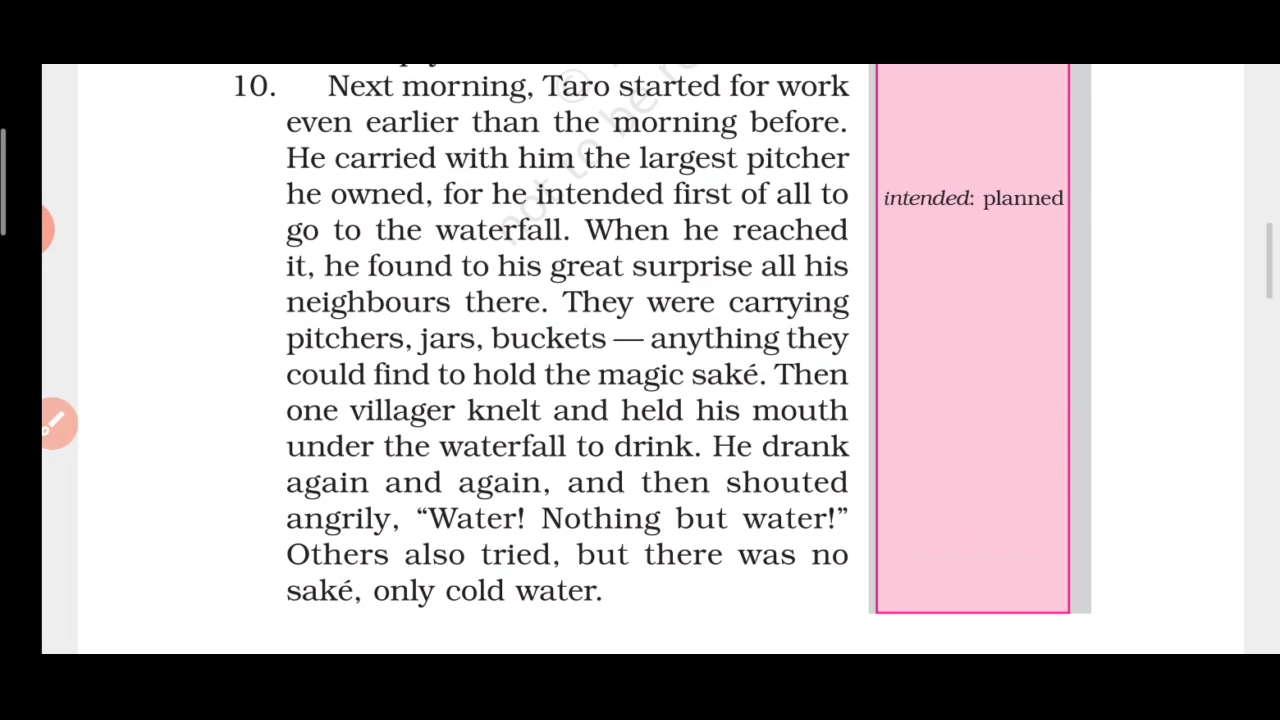 10. Next morning, Taro started for work
even earlier than the morning before.
He carried with him the largest pitcher
he owned, for he intended first of all to
go to the waterfall. When he reached
it, he found to his great surprise all his
neighbours there. They were carrying
pitchers, jars, buckets — anything they
could find to hold the magic saké. Then
one villager knelt and held his mouth
under the waterfall to drink. He drank
again and again, and then shouted
angrily, “Water! Nothing but water!”
Others also tried, but there was no
saké, only cold water.
intended: planned
©
not to be re